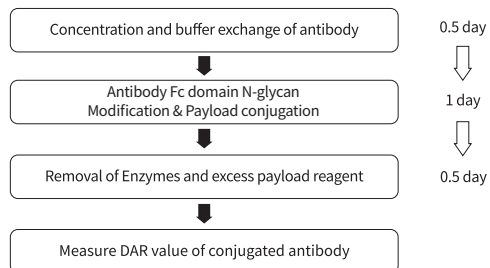 Concentration and buffer exchange of antibody
0.5 day
Antibody Fc domain N-glycan
Modification & Payload conjugation
1 day
Removal of Enzymes and excess payload reagent
0.5 day
Measure DAR value of conjugated antibody